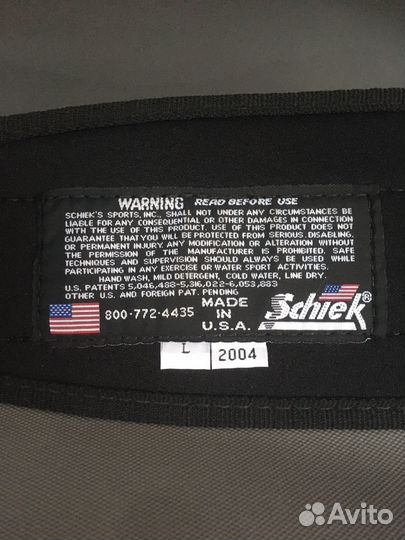 WARNING READ BEFORE USE
SCHIEK'S SPORTS, INC., SHALL NOT UNDER ANY CIRCUMSTANCES BE
LIABLE FOR ANY CONSEQUENTIAL OR OTHER DAMAGES IN CONNECTION
WITH THE USE OF THIS PRODUCT. USE OF THIS PRODUCT DOES NOT
GUARANTEE THAT YOU WILL BE PROTECTED FROM SERIOUS, DISABLING,
OR PERMANENT INJURY. ANY MODIFICATION OR ALTERATION WITHOUT
THE PERMISSION OF THE MANUFACTURER IS PROHIBITED. SAFE
TECHNIQUES AND SUPERVISION SHOULD ALWAYS BE USED WHILE
PARTICIPATING IN ANY EXERCISE OR WATER SPORT ACTIVITIES.
HAND WASH, MILD DETERGENT, COLD WATER, LINE DRY.
U.S. PATENTS 5,046,488-5,316,022-6,053,883
OTHER U.S. AND FOREIGN PAT. PENDING
800-772-4435
MADE
IN
U.S.A.
Schiek®
L
2004
Avito